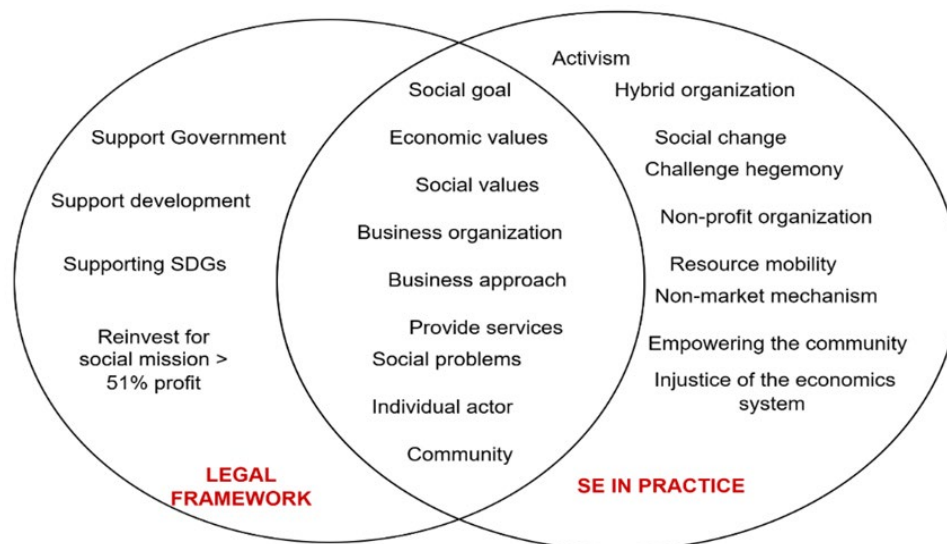 Support Government
Support development
Supporting SDGs
Reinvest for
social mission >
51% profit
LEGAL
FRAMEWORK
Social goal
Economic values
Social values
Business organization
Business approach
Provide services
Social problems
Individual actor
Community
Activism
Hybrid organization
Social change
Challenge hegemony
Non-profit organization
Resource mobility
Non-market mechanism
Empowering the community
Injustice of the economics
system
SE IN PRACTICE